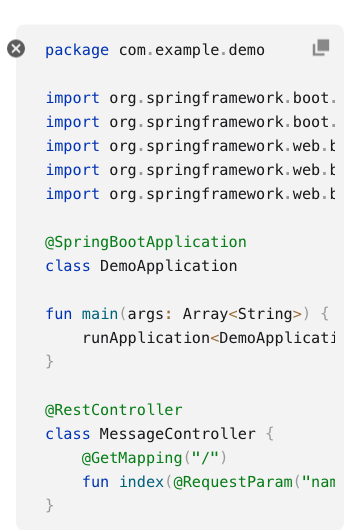 package com.example.demo
import org.springframework.boot.
import org.springframework.boot.
import org.springframework.web.b
import org.springframework.web.b
import org.springframework.web.b
@SpringBootApplication
class DemoApplication
fun main(args: Array<String>) {
runApplication<DemoApplicati
}
@RestController
class MessageController {
@GetMapping("/")
fun index(@RequestParam("nam
}